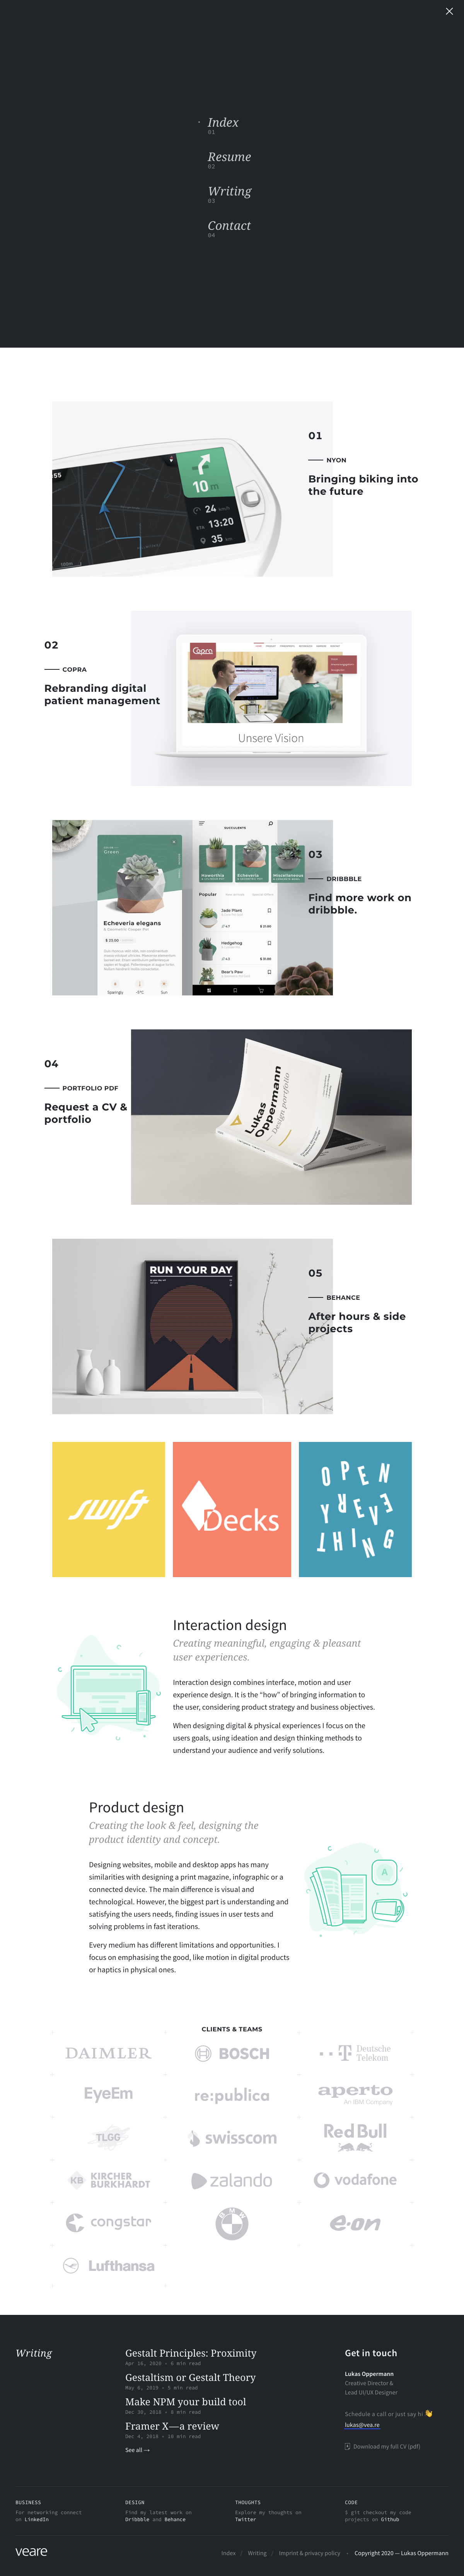 Index
01
Resume
02
Writing
03
Contact
04
01
NYON
Bringing biking into
the future
55
10 m
24
ETA 13:20
35
02
COPRA
Rebranding digital
patient management
Copra
Unsere Vision
03
DRIBBBLE
Find more work on
dribbble.
Green
Echeveria elegans
$ 23.00
Sparingly
-0°C
Sun
SUCCULENTS
Haworthia
Echeveria
Miscellaneous
Popular
Jade Plant
Hedgehog
Bear's Paw
04
PORTFOLIO PDF
Request a CV &
portfolio
Lukas
Oppermann
Design portfolio
05
BEHANCE
After hours & side
projects
RUN YOUR DAY
swift
Decks
OPEN
EVERY
THING
Interaction design
Creating meaningful, engaging & pleasant
user experiences.
Interaction design combines interface, motion and user
experience design. It is the “how” of bringing information to
the user, considering product strategy and business objectives.
When designing digital & physical experiences I focus on the
users goals, using ideation and design thinking methods to
understand your audience and verify solutions.
Product design
Creating the look & feel, designing the
product identity and concept.
Designing websites, mobile and desktop apps has many
similarities with designing a print magazine, infographic or a
connected device. The main difference is visual and
technological. However, the biggest part is understanding and
satisfying the users needs, finding issues in user tests and
solving problems in fast iterations.
Every medium has different limitations and opportunities. I
focus on emphasising the good, like motion in digital products
or haptics in physical ones.
A
CLIENTS & TEAMS
DAIMLER
BOSCH
Deutsche
Telekom
EyeEm
re:publica
aperto
An IBM Company
TLGG
swisscom
Red Bull
KB KIRCHER
BURKHARDT
zalando
vodafone
congstar
BMW
e·on
Lufthansa
Writing
Gestalt Principles: Proximity
Apr 16, 2020 • 6 min read
Gestaltism or Gestalt Theory
May 6, 2019 • 5 min read
Make NPM your build tool
Dec 30, 2018 • 8 min read
Framer X — a review
Dec 4, 2018 • 10 min read
See all →
Get in touch
Lukas Oppermann
Creative Director &
Lead UI/UX Designer
Schedule a call or just say hi 👋
lukas@vea.re
Download my full CV (pdf)
BUSINESS
For networking connect
on LinkedIn
DESIGN
Find my latest work on
Dribbble and Behance
THOUGHTS
Explore my thoughts on
Twitter
CODE
$ git checkout my code
projects on Github
veare
Index / Writing / Imprint & privacy policy • Copyright 2020 — Lukas Oppermann